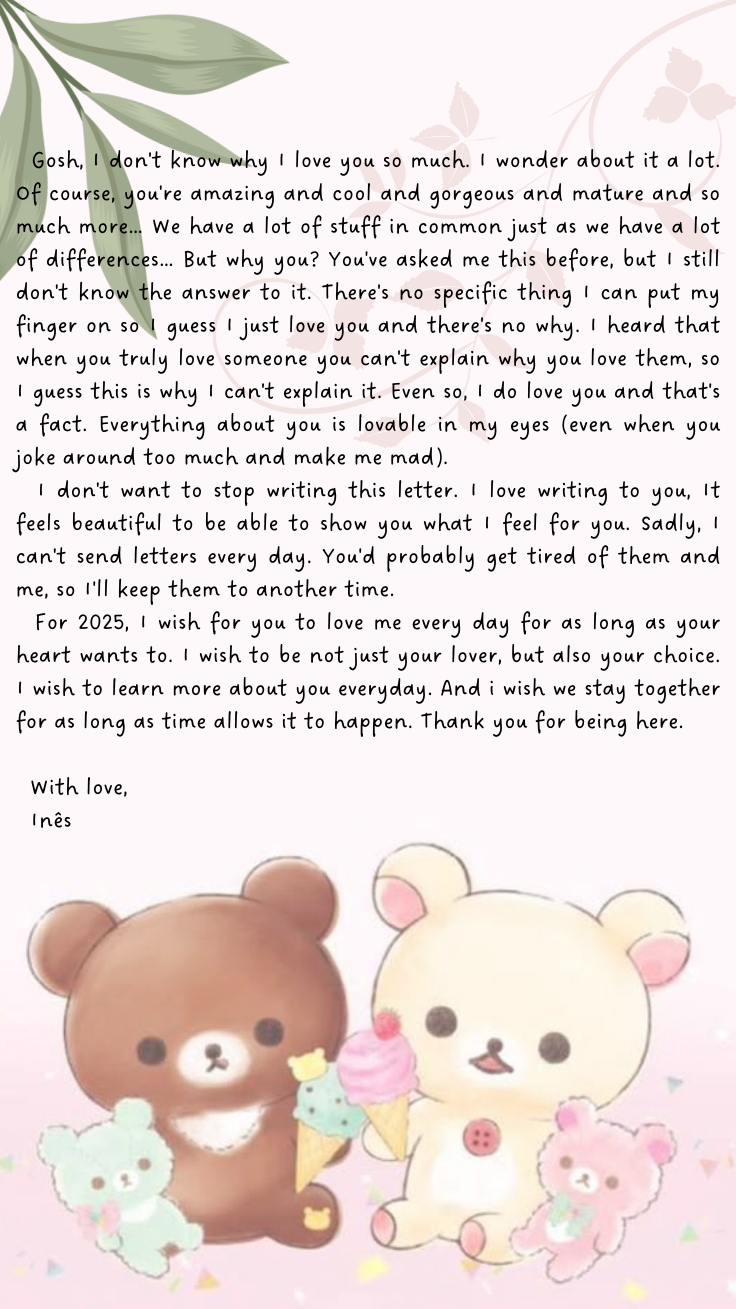 Gosh, I don't know why I love you so much. I wonder about it a lot.
Of course, you're amazing and cool and gorgeous and mature and so
much more... We have a lot of stuff in common just as we have a lot
of differences... But why you? You've asked me this before, but I still
don't know the answer to it. There's no specific thing I can put my
finger on so I guess I just love you and there's no why. I heard that
when you truly love someone you can't explain why you love them, so
I guess this is why I can't explain it. Even so, I do love you and that's
a fact. Everything about you is lovable in my eyes (even when you
joke around too much and make me mad).
I don't want to stop writing this letter. I love writing to you, It
feels beautiful to be able to show you what I feel for you. Sadly, I
can't send letters every day. You'd probably get tired of them and
me, so I'll keep them to another time.
For 2025, I wish for you to love me every day for as long as your
heart wants to. I wish to be not just your lover, but also your choice.
I wish to learn more about you everyday. And i wish we stay together
for as long as time allows it to happen. Thank you for being here.
With love,
Inês